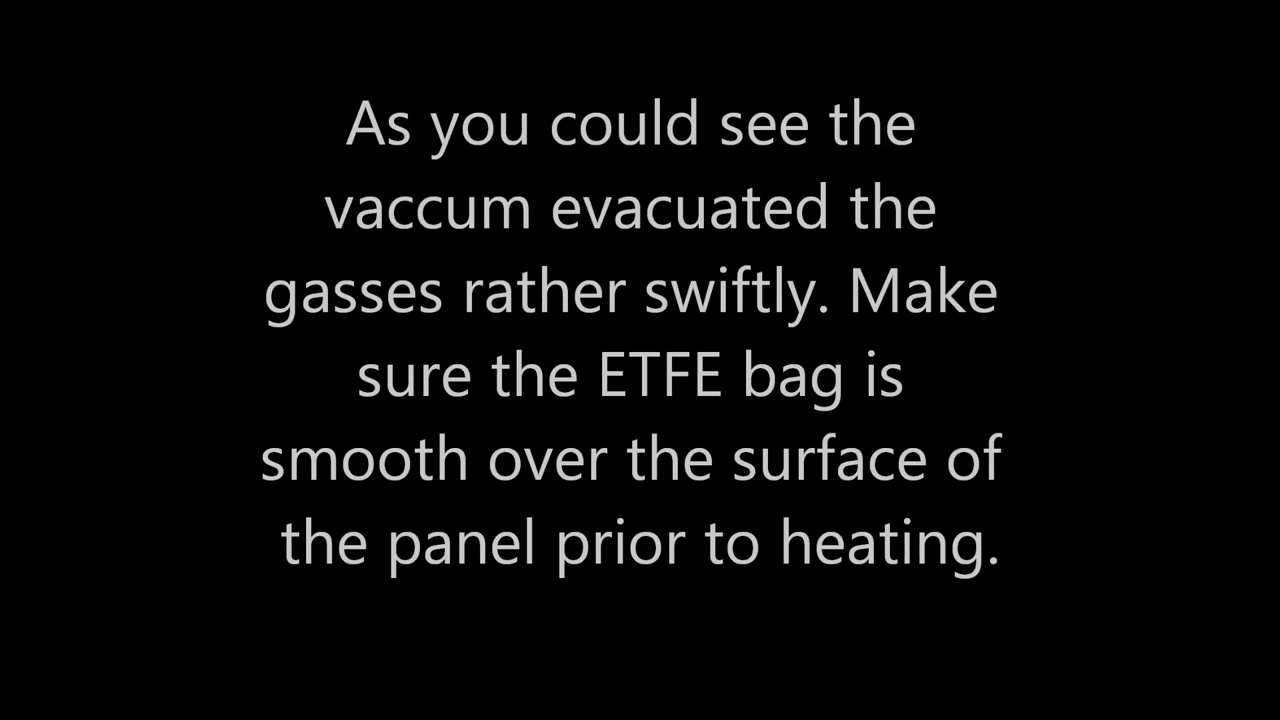 As you could see the
vaccum evacuated the
gasses rather swiftly. Make
sure the ETFE bag is
smooth over the surface of
the panel prior to heating.